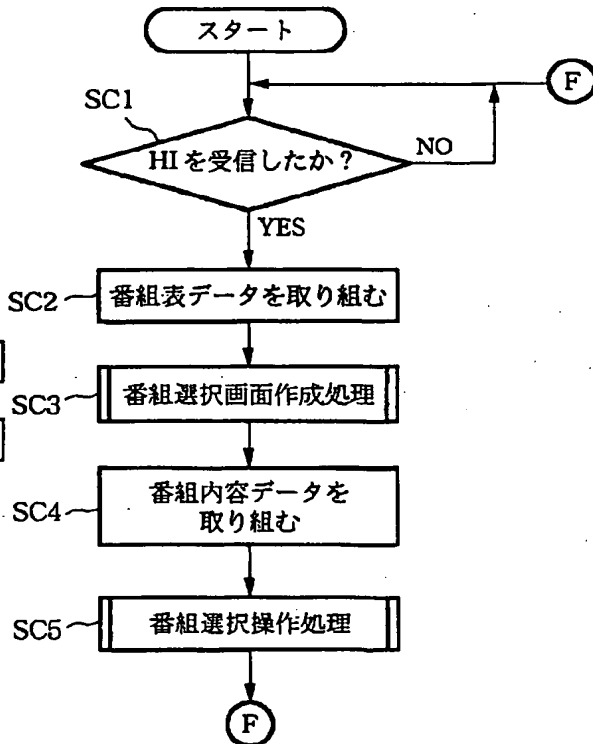 スタート
F
SC1
HIを受信したか？
NO
YES
SC2
番組表データを取り組む
SC3
番組選択画面作成処理
SC4
番組内容データを
取り組む
SC5
番組選択操作処理
F